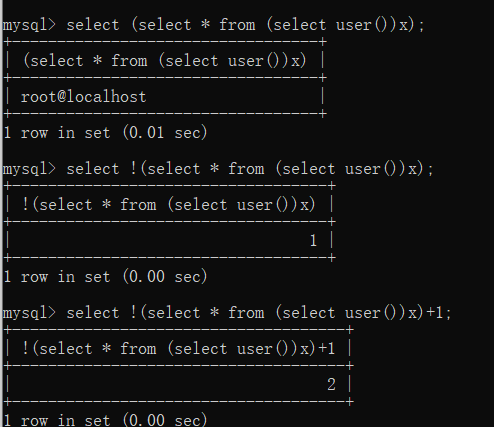 mysql> select (select * from (select user())x);
+----------------------------------+
| (select * from (select user())x) |
+----------------------------------+
| root@localhost                   |
+----------------------------------+
1 row in set (0.01 sec)
mysql> select !(select * from (select user())x);
+-----------------------------------+
| !(select * from (select user())x) |
+-----------------------------------+
|                                 1 |
+-----------------------------------+
1 row in set (0.00 sec)
mysql> select !(select * from (select user())x)+1;
+-------------------------------------+
| !(select * from (select user())x)+1 |
+-------------------------------------+
|                                   2 |
+-------------------------------------+
1 row in set (0.00 sec)